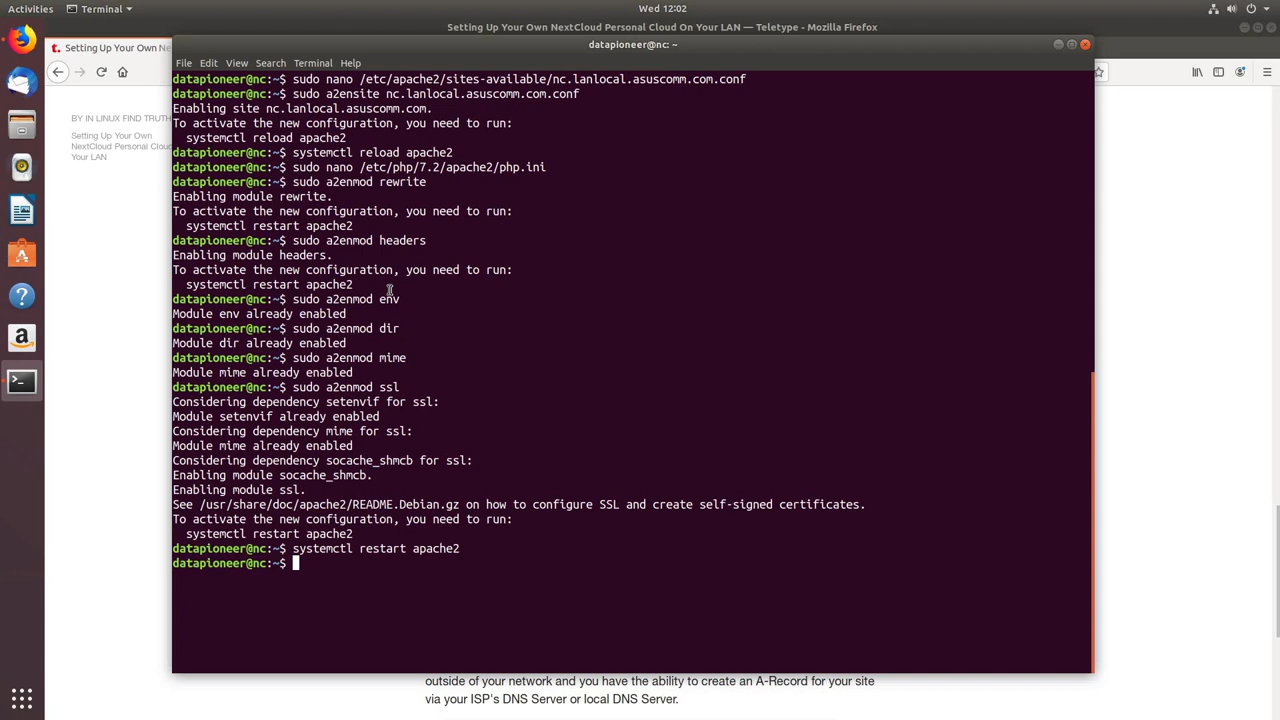 Activities
Terminal
Wed 12:02
Setting Up Your Own NextCloud Personal Cloud On Your LAN — Teletype - Mozilla Firefox
t. Setting Up Your Own Ne
datapioneer@nc: ~
File Edit View Search Terminal Help
BY IN LINUX FIND TRUTH
Setting Up Your Own
NextCloud Personal Cloud
Your LAN
datapioneer@nc:~$ sudo nano /etc/apache2/sites-available/nc.lanlocal.asuscomm.com.conf
datapioneer@nc:~$ sudo a2ensite nc.lanlocal.asuscomm.com.conf
Enabling site nc.lanlocal.asuscomm.com.
To activate the new configuration, you need to run:
  systemctl reload apache2
datapioneer@nc:~$ systemctl reload apache2
datapioneer@nc:~$ sudo nano /etc/php/7.2/apache2/php.ini
datapioneer@nc:~$ sudo a2enmod rewrite
Enabling module rewrite.
To activate the new configuration, you need to run:
  systemctl restart apache2
datapioneer@nc:~$ sudo a2enmod headers
Enabling module headers.
To activate the new configuration, you need to run:
  systemctl restart apache2
datapioneer@nc:~$ sudo a2enmod env
Module env already enabled
datapioneer@nc:~$ sudo a2enmod dir
Module dir already enabled
datapioneer@nc:~$ sudo a2enmod mime
Module mime already enabled
datapioneer@nc:~$ sudo a2enmod ssl
Considering dependency setenvif for ssl:
Module setenvif already enabled
Considering dependency mime for ssl:
Module mime already enabled
Considering dependency socache_shmcb for ssl:
Enabling module socache_shmcb.
Enabling module ssl.
See /usr/share/doc/apache2/README.Debian.gz on how to configure SSL and create self-signed certificates.
To activate the new configuration, you need to run:
  systemctl restart apache2
datapioneer@nc:~$ systemctl restart apache2
datapioneer@nc:~$
outside of your network and you have the ability to create an A-Record for your site
via your ISP's DNS Server or local DNS Server.